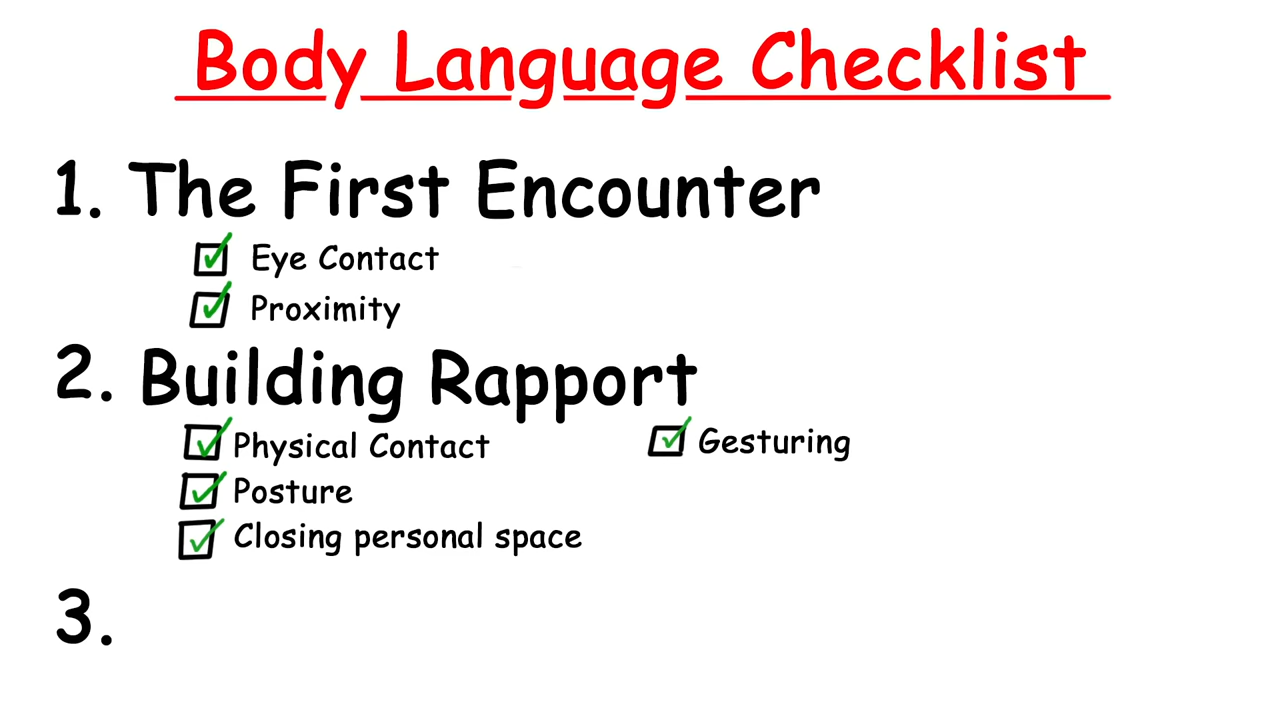 Body Language Checklist
1. The First Encounter
Eye Contact
Proximity
2. Building Rapport
Physical Contact
Gesturing
Posture
Closing personal space
3.